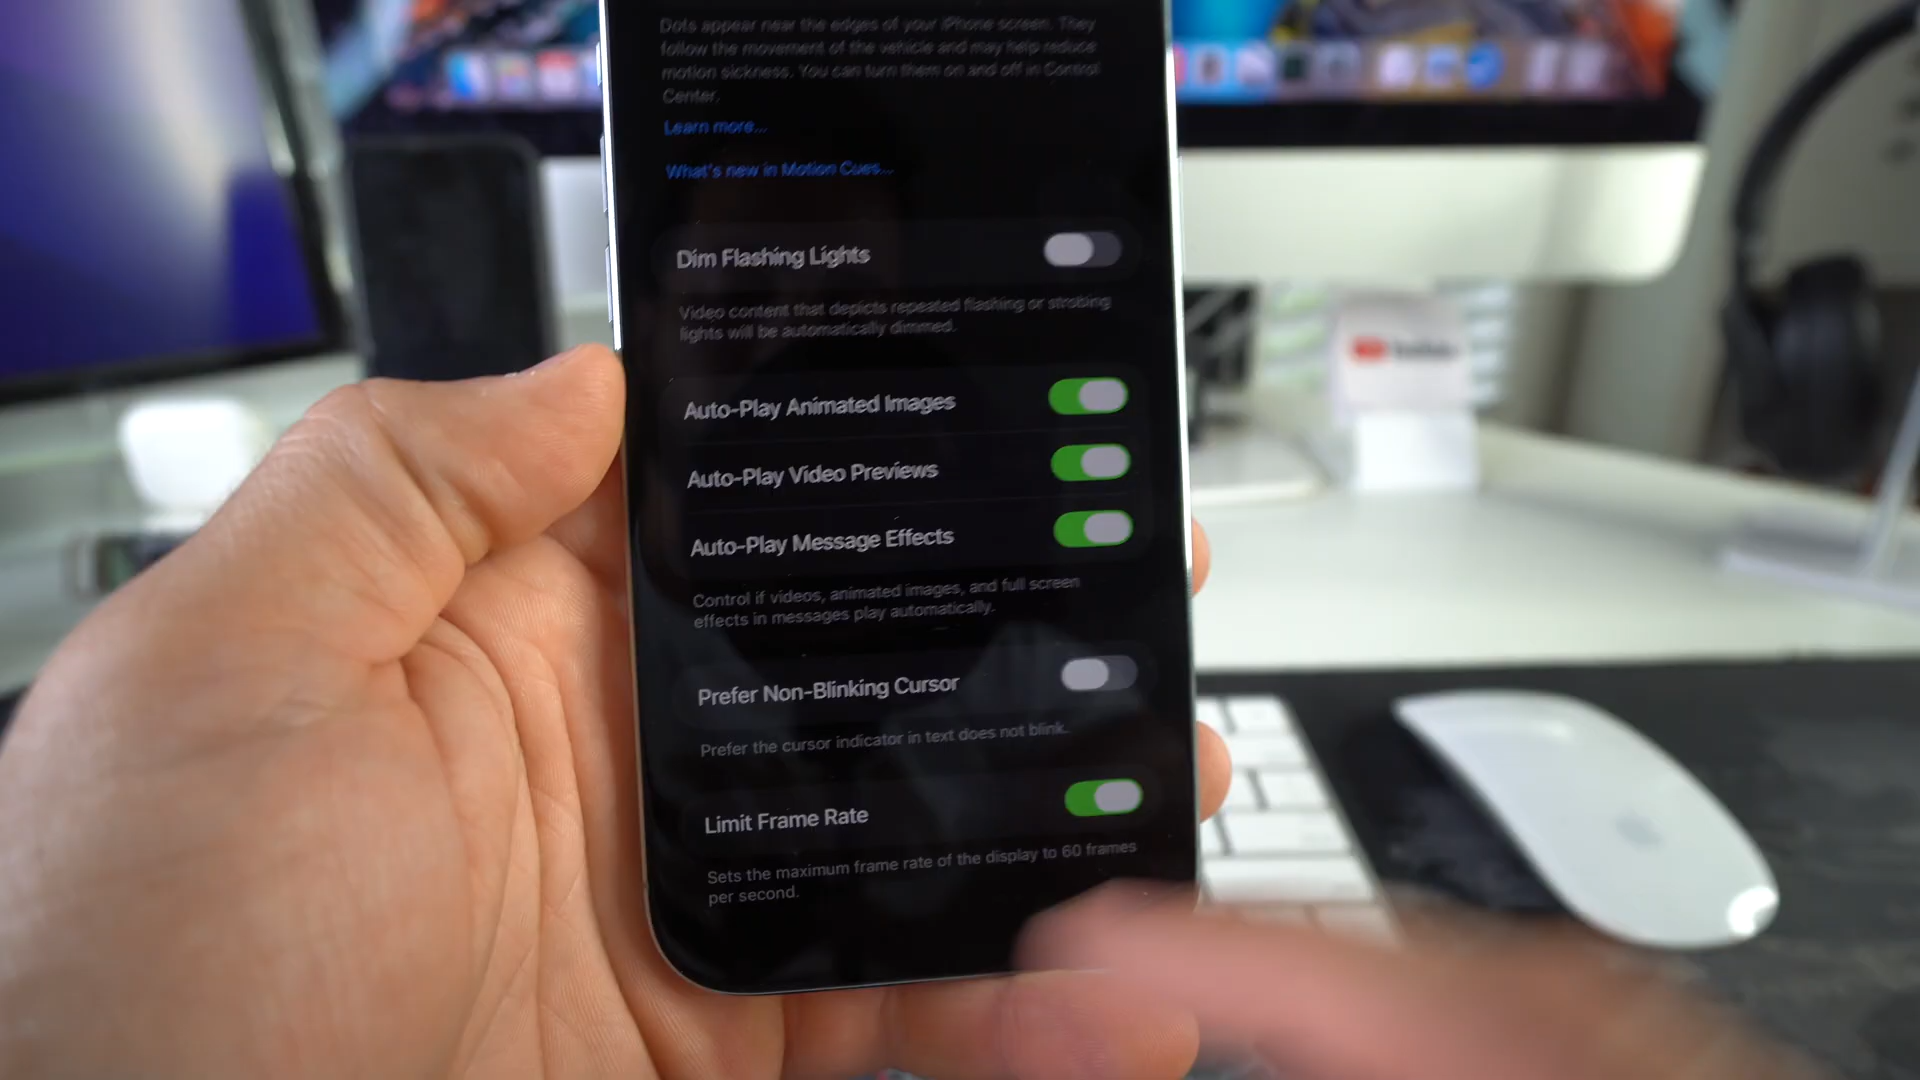 Dots appear near the edges of your iPhone screen. They
follow the movement of the vehicle and may help reduce
motion sickness. You can turn them on and off in Control
Center.
Learn more...
What's new in Motion Cues...
Dim Flashing Lights
Video content that depicts repeated flashing or strobing
lights will be automatically dimmed.
Auto-Play Animated Images
Auto-Play Video Previews
Auto-Play Message Effects
Control if videos, animated images, and full screen
effects in messages play automatically.
Prefer Non-Blinking Cursor
Prefer the cursor indicator in text does not blink.
Limit Frame Rate
Sets the maximum frame rate of the display to 60 frames
per second.